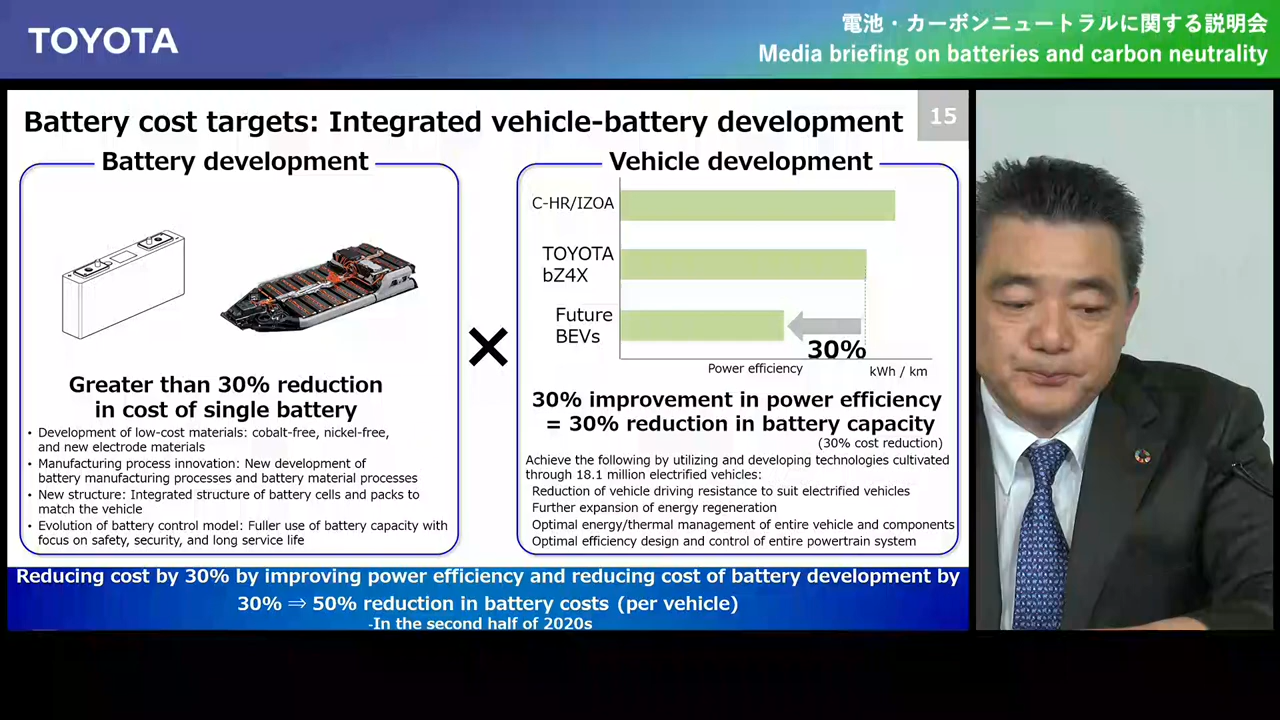 TOYOTA
電池・カーボンニュートラルに関する説明会
Media briefing on batteries and carbon neutrality
Battery cost targets: Integrated vehicle-battery development
15
Battery development
Greater than 30% reduction
in cost of single battery
• Development of low-cost materials: cobalt-free, nickel-free,
and new electrode materials
• Manufacturing process innovation: New development of
battery manufacturing processes and battery material processes
• New structure: Integrated structure of battery cells and packs to
match the vehicle
• Evolution of battery control model: Fuller use of battery capacity with
focus on safety, security, and long service life
×
Vehicle development
C-HR/IZOA
TOYOTA
bZ4X
Future
BEVs
30%
Power efficiency
kWh / km
30% improvement in power efficiency
= 30% reduction in battery capacity
(30% cost reduction)
Achieve the following by utilizing and developing technologies cultivated
through 18.1 million electrified vehicles:
Reduction of vehicle driving resistance to suit electrified vehicles
Further expansion of energy regeneration
Optimal energy/thermal management of entire vehicle and components
Optimal efficiency design and control of entire powertrain system
Reducing cost by 30% by improving power efficiency and reducing cost of battery development by
30% ⇒ 50% reduction in battery costs (per vehicle)
-In the second half of 2020s